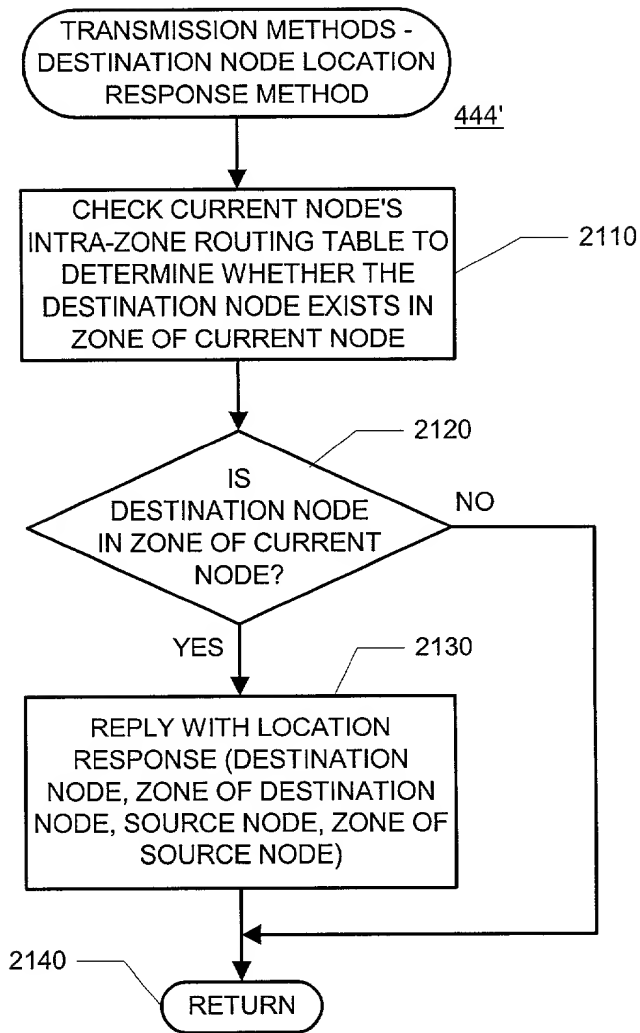 TRANSMISSION METHODS -
DESTINATION NODE LOCATION
RESPONSE METHOD
444'
CHECK CURRENT NODE'S
INTRA-ZONE ROUTING TABLE TO
DETERMINE WHETHER THE
DESTINATION NODE EXISTS IN
ZONE OF CURRENT NODE
2110
2120
IS
DESTINATION NODE
IN ZONE OF CURRENT
NODE?
NO
YES
2130
REPLY WITH LOCATION
RESPONSE (DESTINATION
NODE, ZONE OF DESTINATION
NODE, SOURCE NODE, ZONE OF
SOURCE NODE)
2140
RETURN